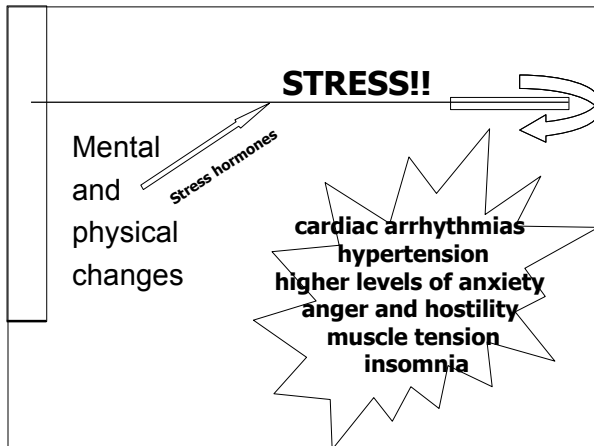 STRESS!!
Mental
and
physical
changes
Stress hormones
cardiac arrhythmias
hypertension
higher levels of anxiety
anger and hostility
muscle tension
insomnia